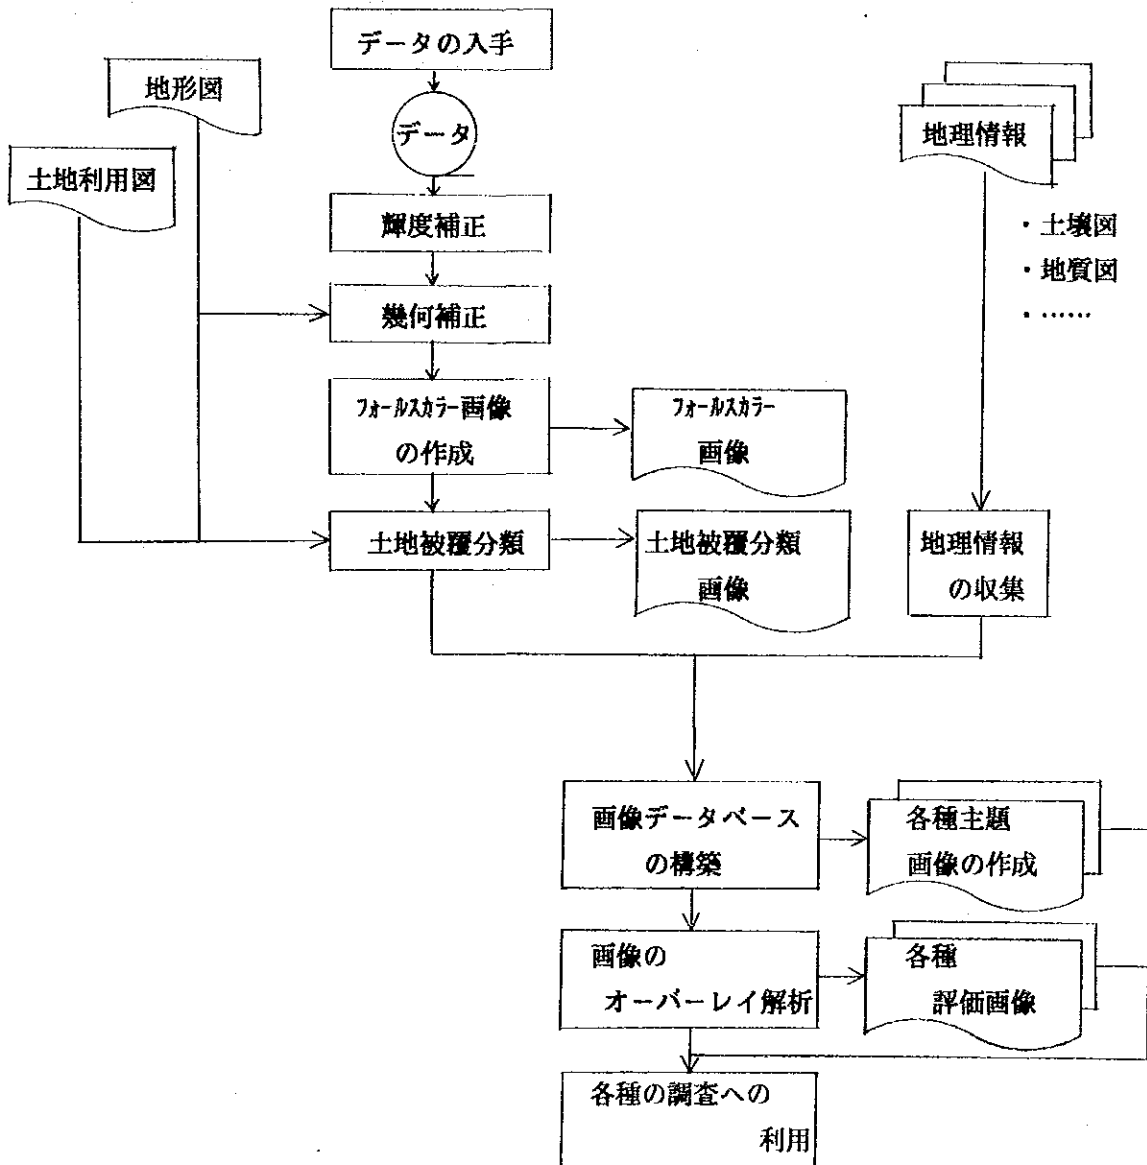 データの入手
地形図
データ
地理情報
土地利用図
輝度補正
・土壌図
・地質図
・……
幾何補正
フォールスカラー画像
の作成
フォールスカラー
画像
土地被覆分類
土地被覆分類
画像
地理情報
の収集
画像データベース
の構築
各種主題
画像の作成
画像の
オーバーレイ解析
各種
評価画像
各種の調査への
利用